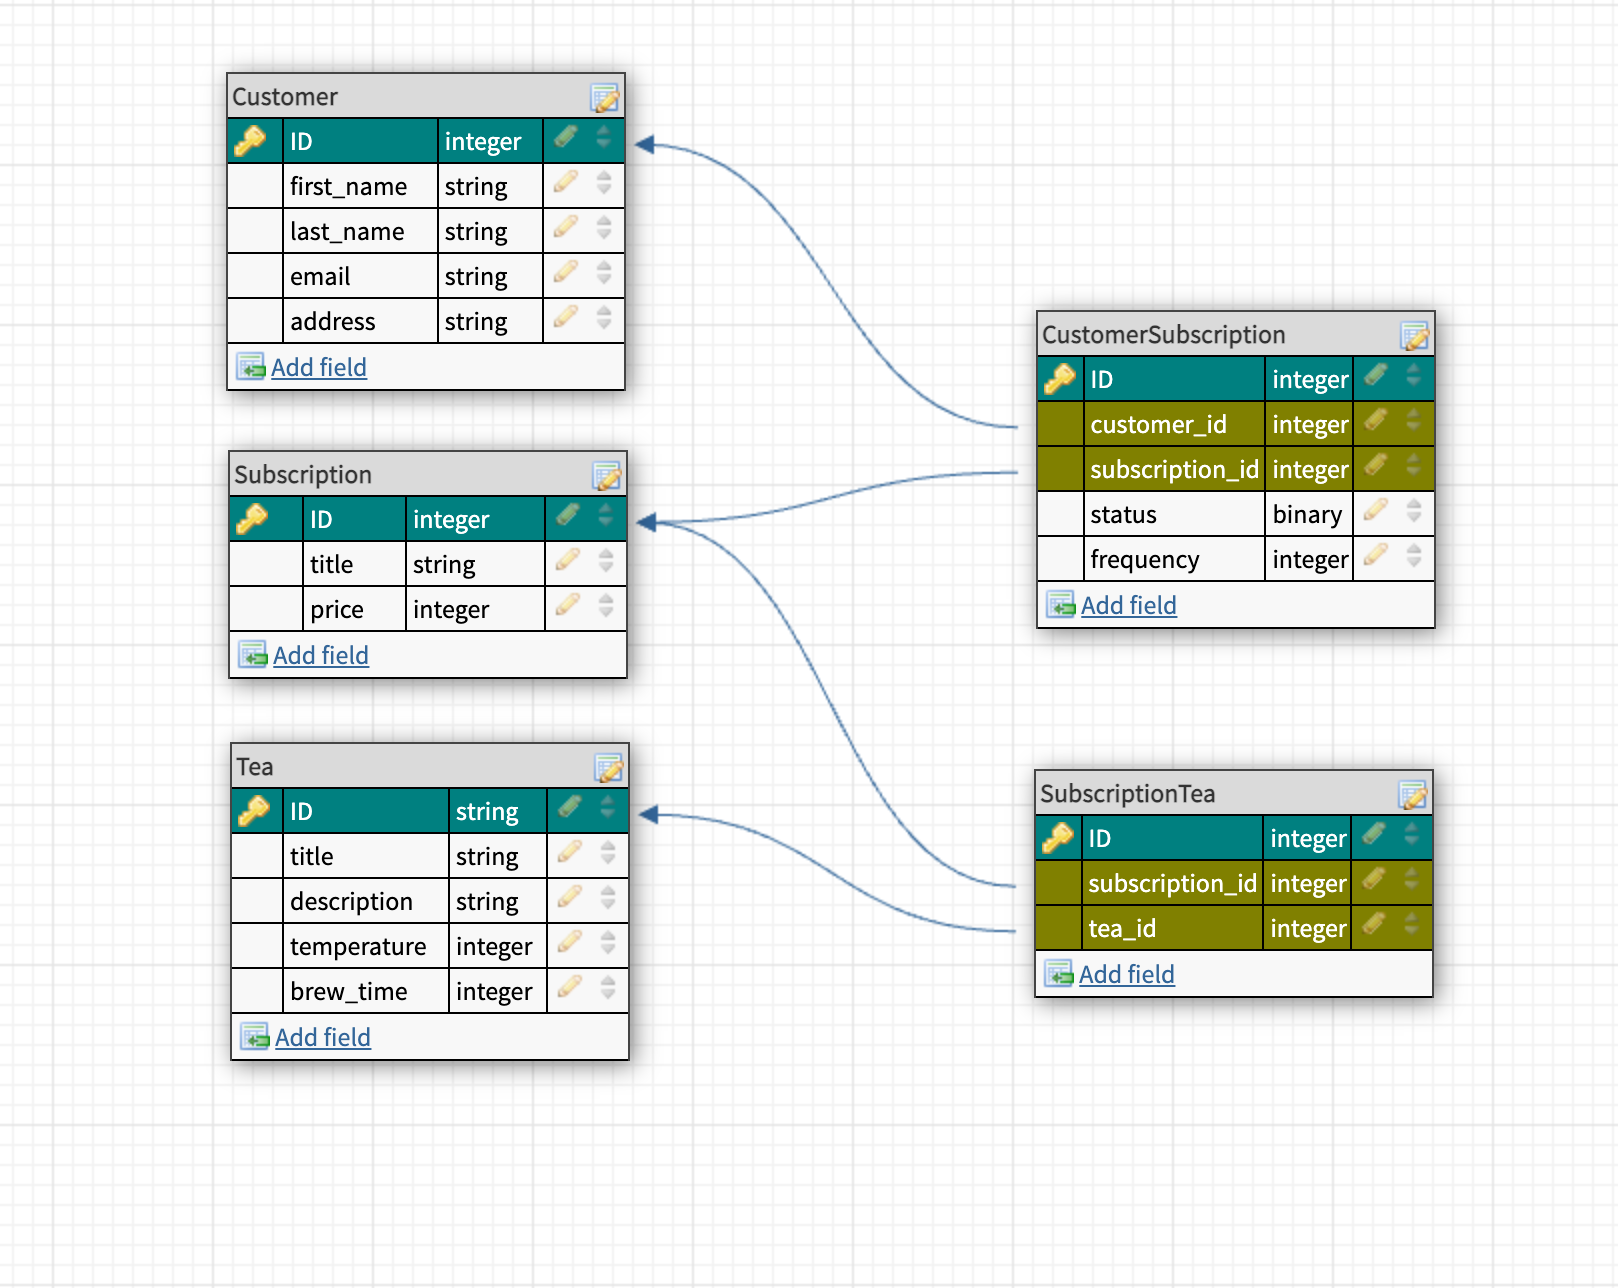 Customer
ID integer
first_name string
last_name string
email string
address string
Add field
Subscription
ID integer
title string
price integer
Add field
Tea
ID string
title string
description string
temperature integer
brew_time integer
Add field
CustomerSubscription
ID integer
customer_id integer
subscription_id integer
status binary
frequency integer
Add field
SubscriptionTea
ID integer
subscription_id integer
tea_id integer
Add field